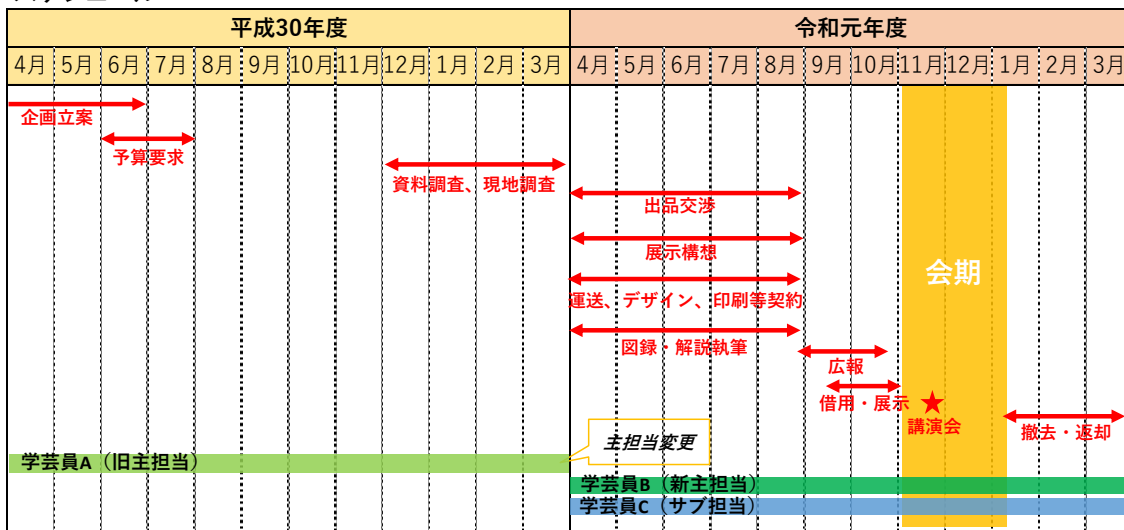 平成30年度 令和元年度
4月 5月 6月 7月 8月 9月 10月 11月 12月 1月 2月 3月 4月 5月 6月 7月 8月 9月 10月 11月 12月 1月 2月 3月
企画立案
予算要求
資料調査、現地調査
出品交渉
展示構想
会期
運送、デザイン、印刷等契約
図録・解説執筆
広報
借用・展示
講演会
撤去・返却
主担当変更
学芸員A（旧主担当）
学芸員B（新主担当）
学芸員C（サブ担当）